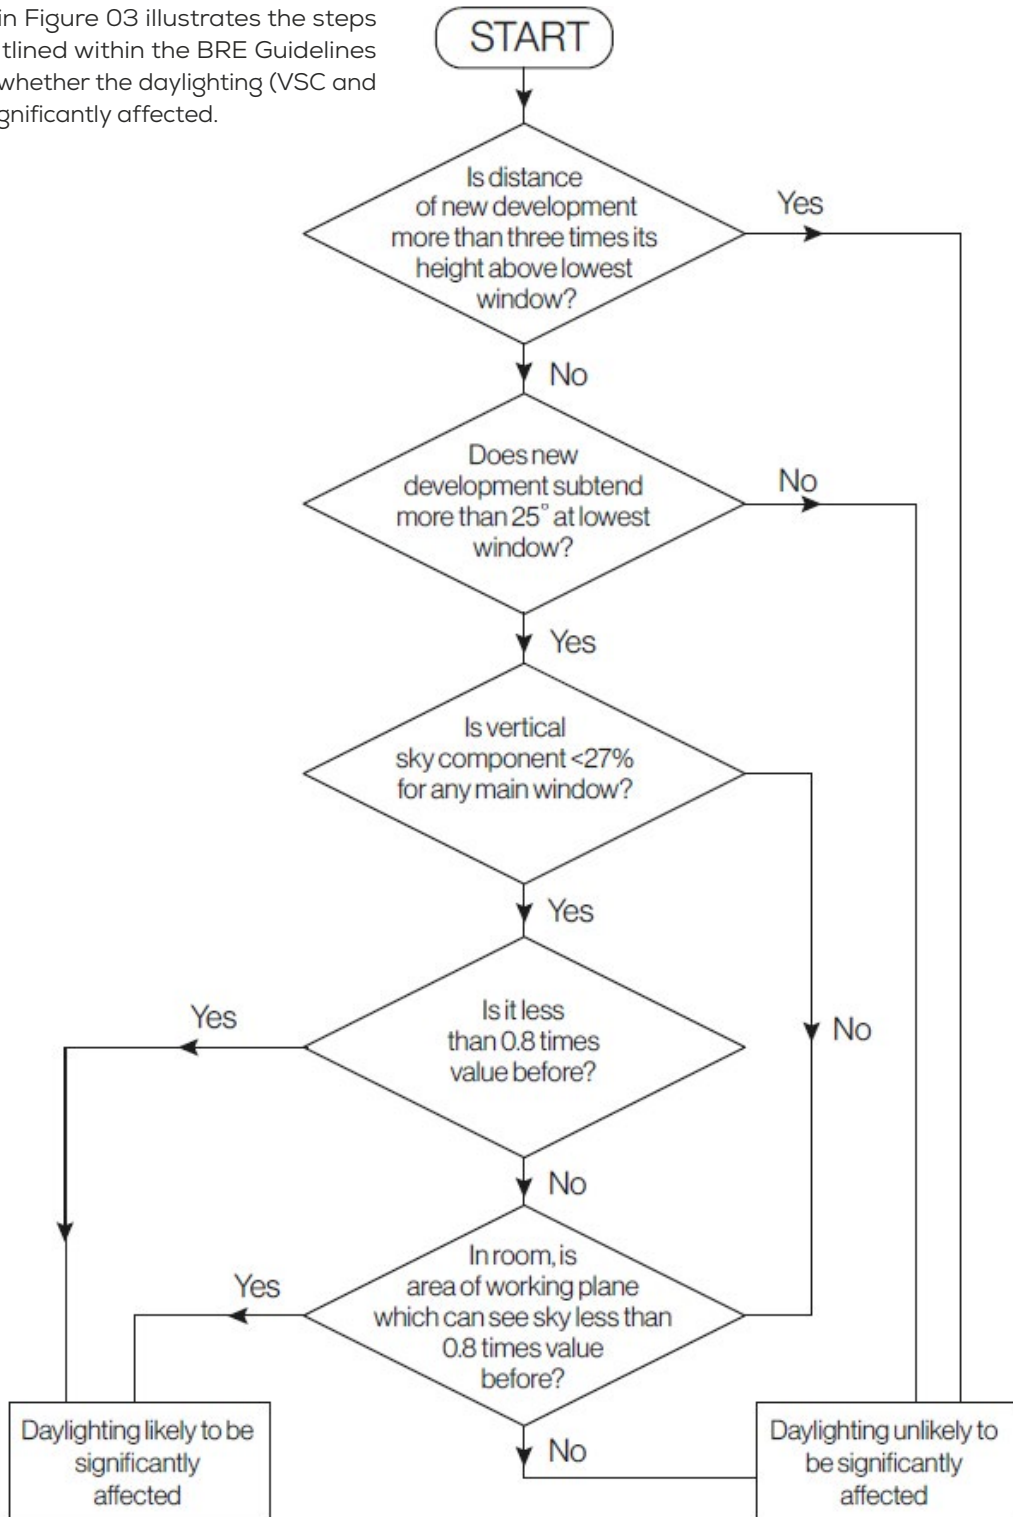 in Figure 03 illustrates the steps
tlined within the BRE Guidelines
whether the daylighting (VSC and
gnificantly affected.
START
Is distance
of new development
more than three times its
height above lowest
window?
Yes
No
Does new
development subtend
more than 25° at lowest
window?
No
Yes
Is vertical
sky component <27%
for any main window?
Yes
No
Is it less
than 0.8 times
value before?
Yes
No
In room, is
area of working plane
which can see sky less than
0.8 times value
before?
Yes
No
Daylighting likely to be
significantly
affected
Daylighting unlikely to
be significantly
affected